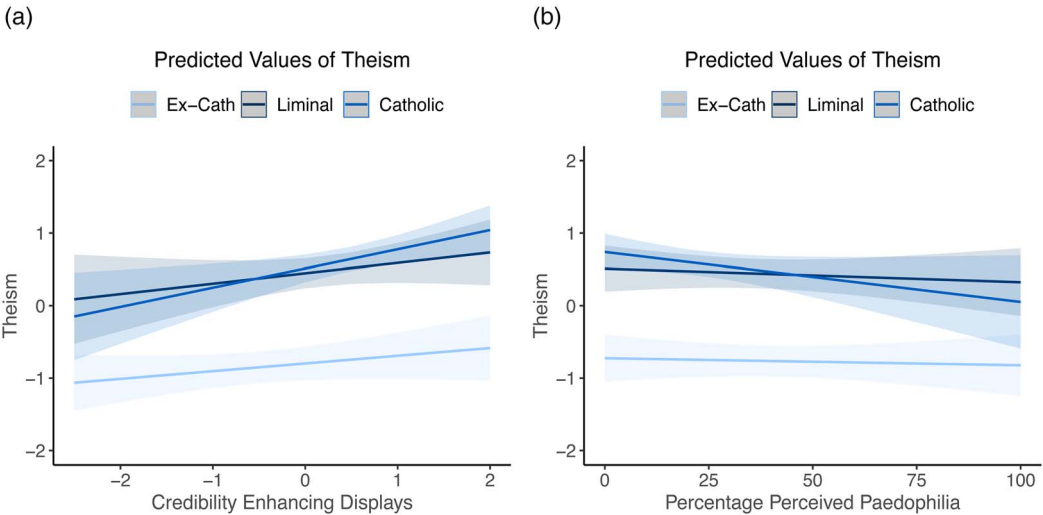 (a)
Predicted Values of Theism
Ex−Cath Liminal Catholic
Theism
2
1
0
−1
−2
−2 −1 0 1 2
Credibility Enhancing Displays
(b)
Predicted Values of Theism
Ex−Cath Liminal Catholic
Theism
2
1
0
−1
−2
0 25 50 75 100
Percentage Perceived Paedophilia